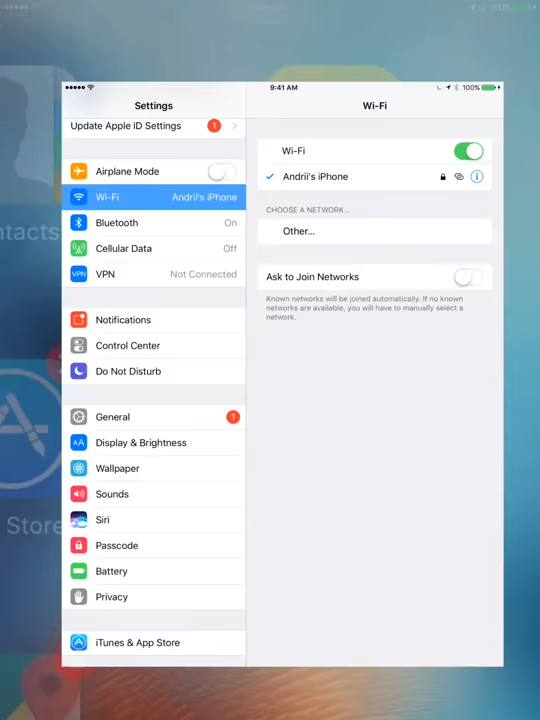 9:41 AM
100%
Settings
Wi-Fi
Update Apple ID Settings
1
Airplane Mode
Wi-Fi
Andrii's iPhone
Bluetooth
On
Cellular Data
Off
VPN
VPN
Not Connected
Notifications
Control Center
Do Not Disturb
General
1
AA
Display & Brightness
Wallpaper
Sounds
Siri
Passcode
Battery
Privacy
iTunes & App Store
Wi-Fi
Andrii's iPhone
CHOOSE A NETWORK...
Other...
Ask to Join Networks
Known networks will be joined automatically. If no known
networks are available, you will have to manually select a
network.
ntacts
Store